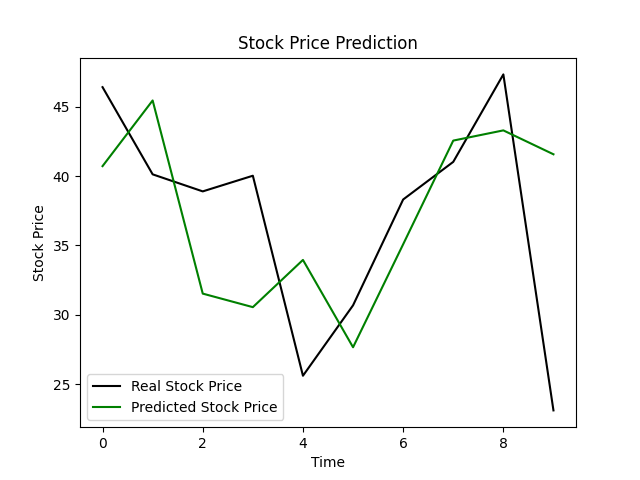 Stock Price Prediction
Stock Price
45
40
35
30
25
Real Stock Price
Predicted Stock Price
0 2 4 6 8
Time